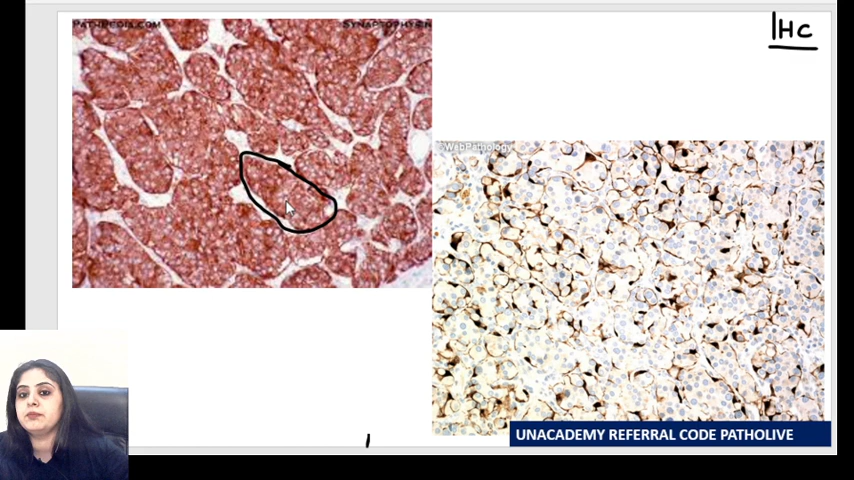 PATHPEDIA.COM
SYNAPTOPHYSIN
IHC
©WebPathology
UNACADEMY REFERRAL CODE PATHOLIVE